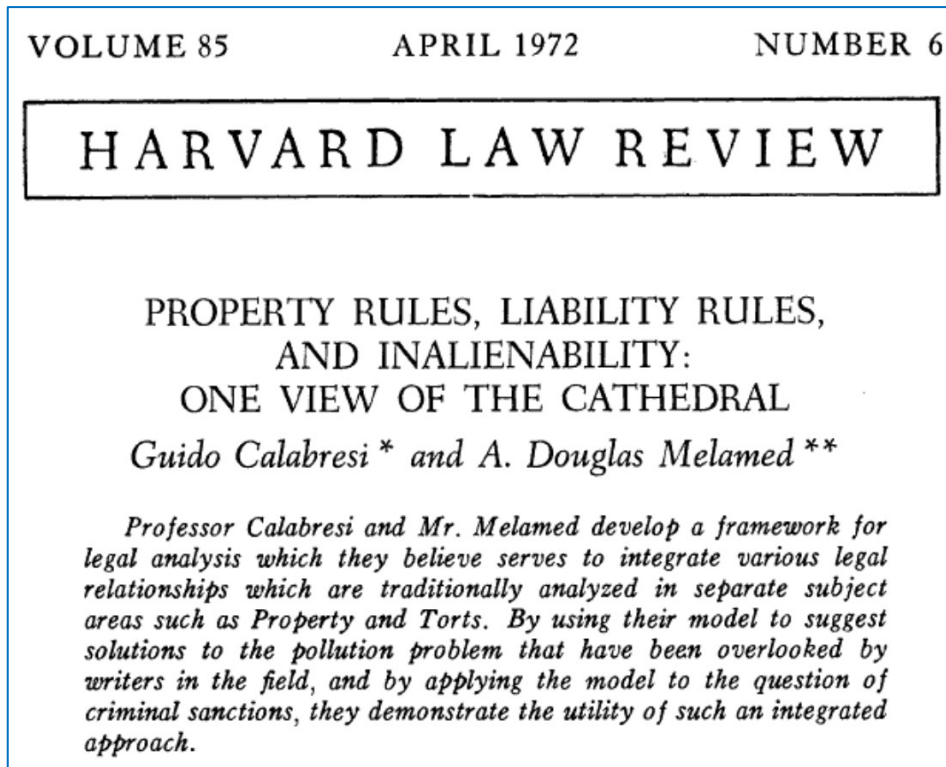 VOLUME 85 APRIL 1972 NUMBER 6
HARVARD LAW REVIEW
PROPERTY RULES, LIABILITY RULES,
AND INALIENABILITY:
ONE VIEW OF THE CATHEDRAL
Guido Calabresi * and A. Douglas Melamed **
Professor Calabresi and Mr. Melamed develop a framework for
legal analysis which they believe serves to integrate various legal
relationships which are traditionally analyzed in separate subject
areas such as Property and Torts. By using their model to suggest
solutions to the pollution problem that have been overlooked by
writers in the field, and by applying the model to the question of
criminal sanctions, they demonstrate the utility of such an integrated
approach.